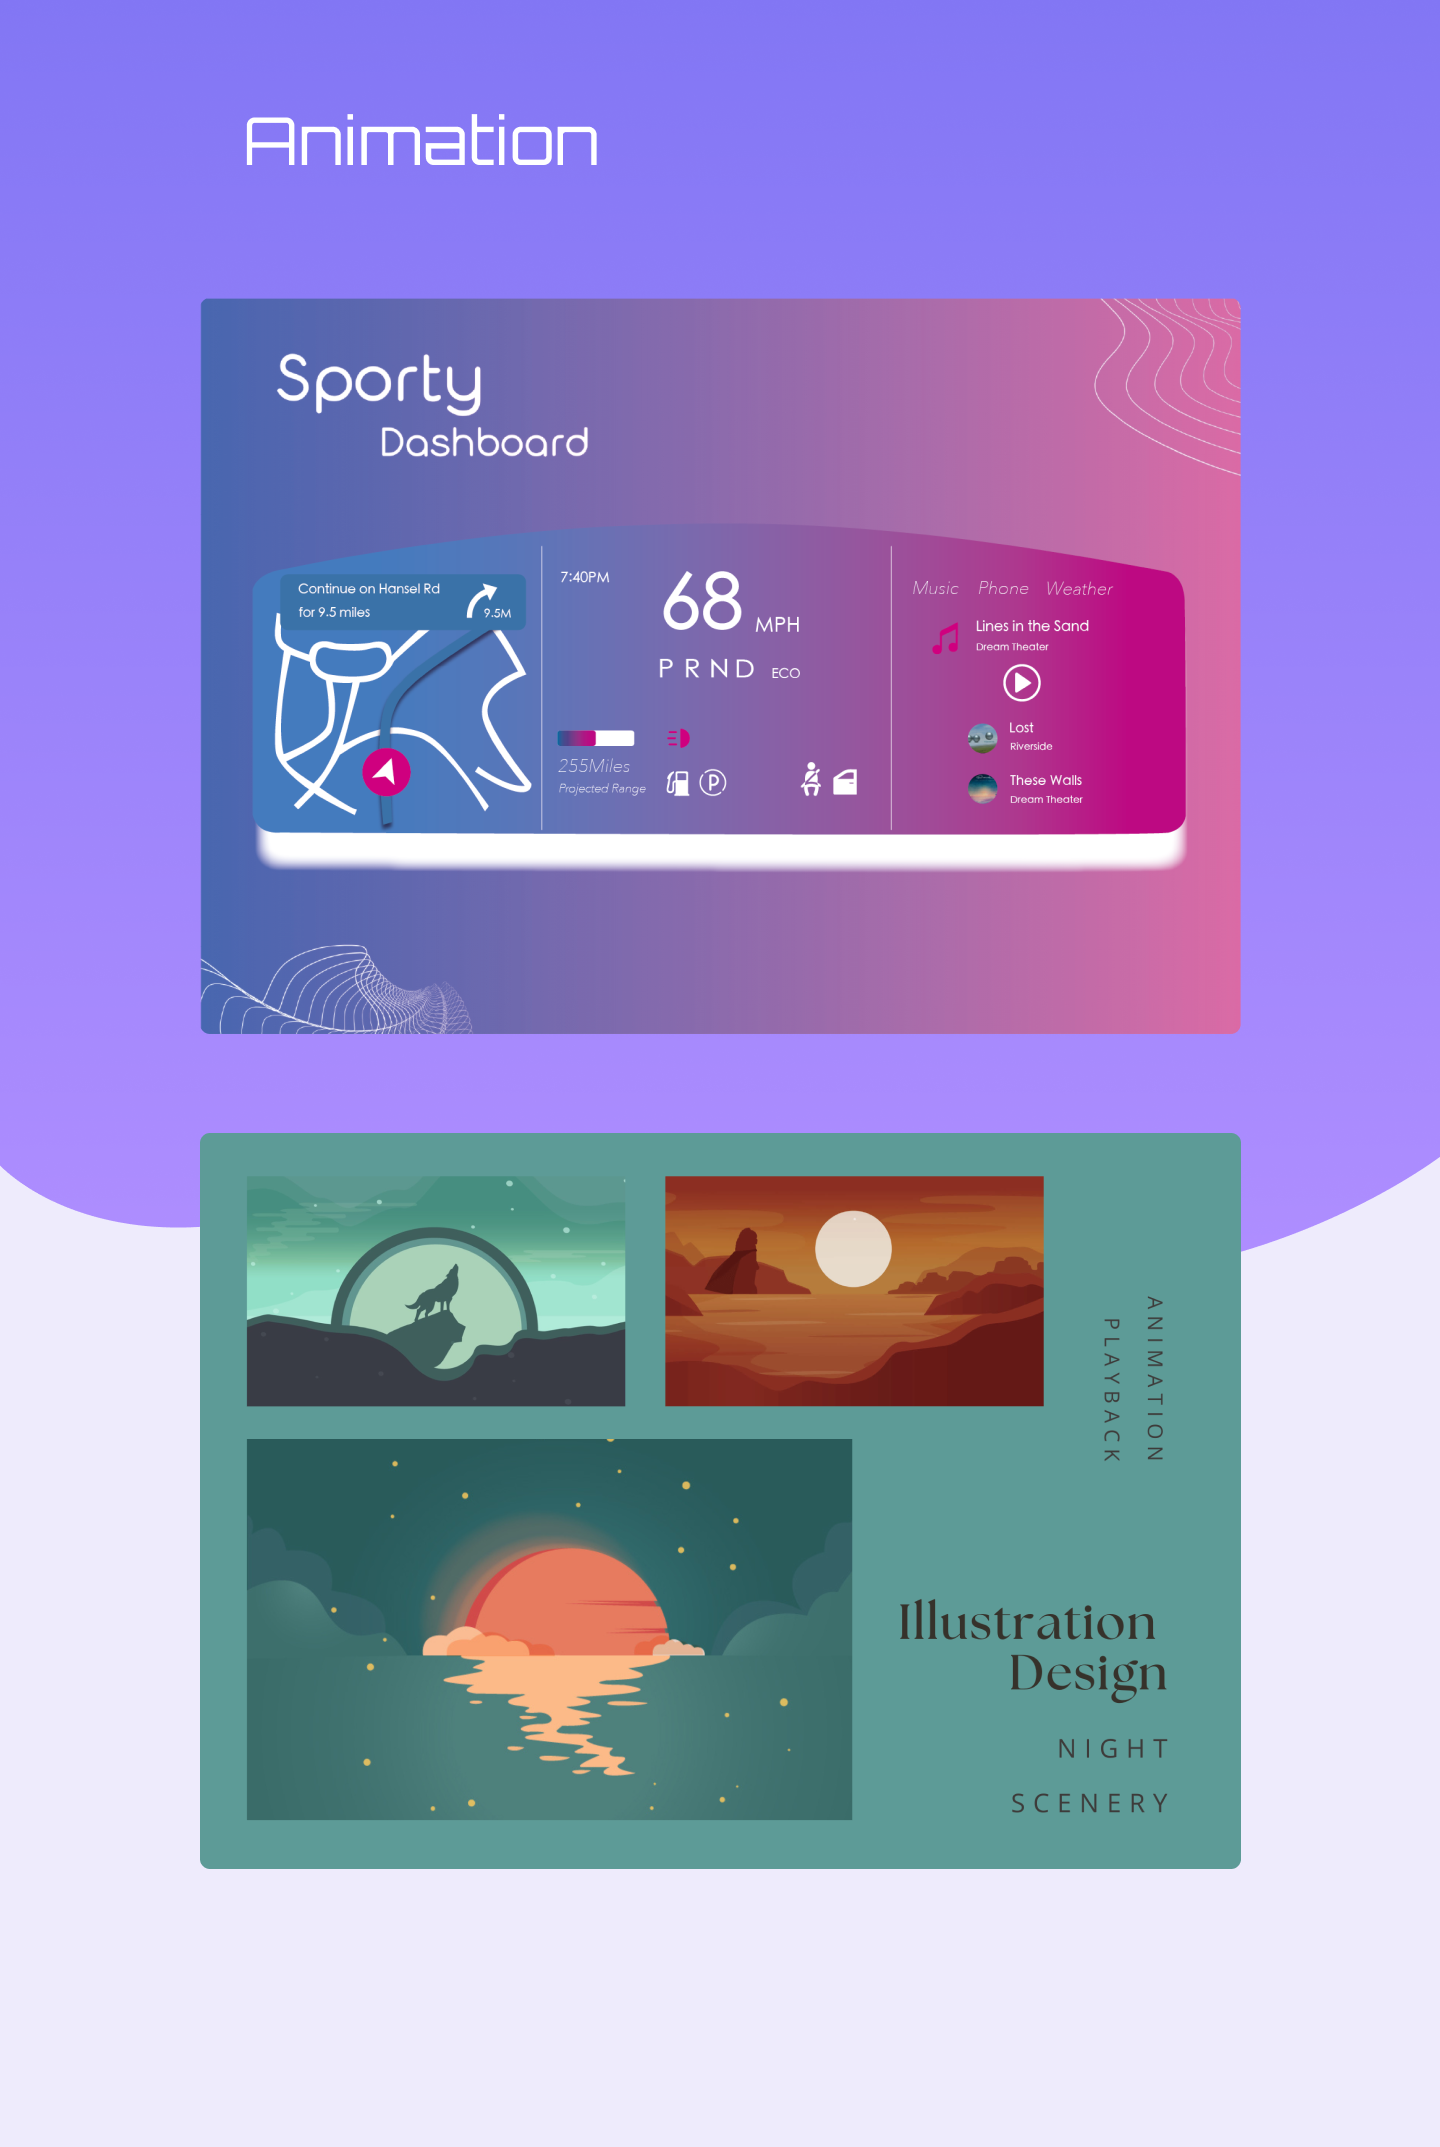 Animation
Sporty
Dashboard
Continue on Hansel Rd
for 9.5 miles
9.5M
7:40PM
68 MPH
P R N D ECO
255Miles
Projected Range
P
Music Phone Weather
Lines in the Sand
Dream Theater
Lost
Riverside
These Walls
Dream Theater
ANIMATION
PLAYBACK
Illustration
Design
NIGHT
SCENERY